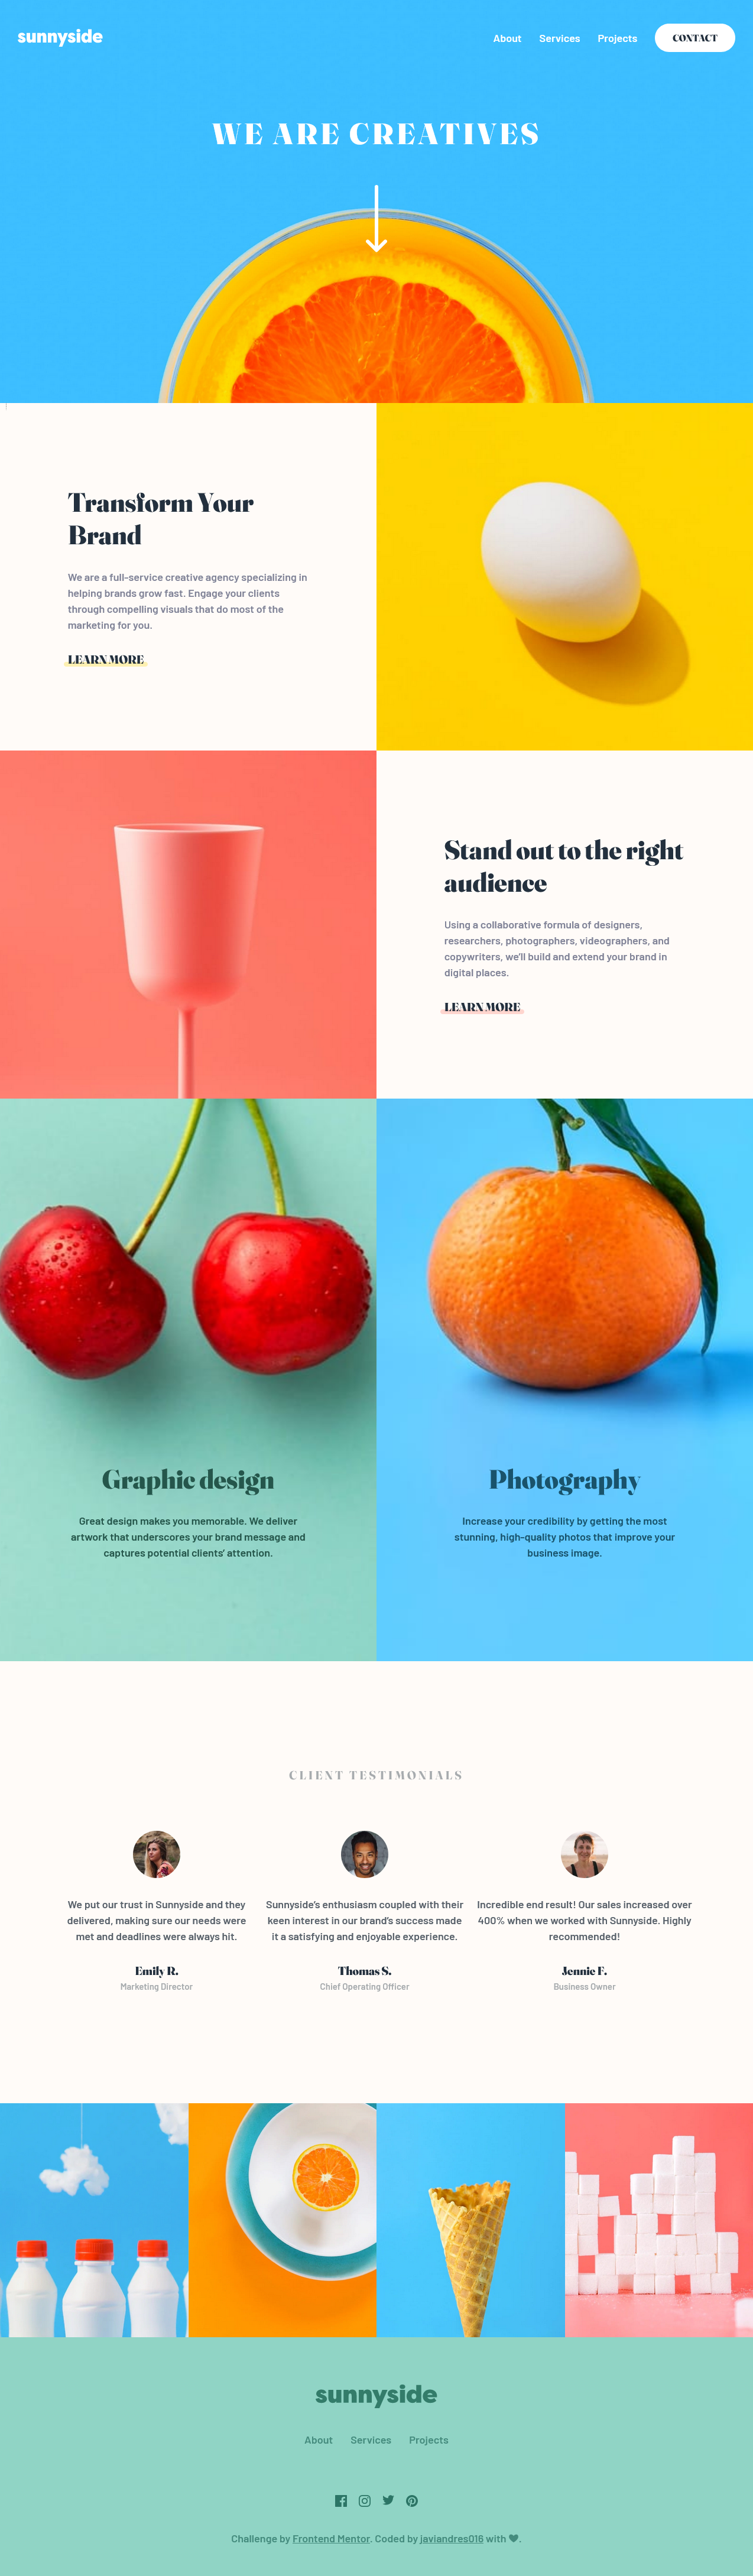 sunnyside
About Services Projects CONTACT
WE ARE CREATIVES
Transform Your
Brand
We are a full-service creative agency specializing in
helping brands grow fast. Engage your clients
through compelling visuals that do most of the
marketing for you.
LEARN MORE
Stand out to the right
audience
Using a collaborative formula of designers,
researchers, photographers, videographers, and
copywriters, we'll build and extend your brand in
digital places.
LEARN MORE
Graphic design
Great design makes you memorable. We deliver
artwork that underscores your brand message and
captures potential clients' attention.
Photography
Increase your credibility by getting the most
stunning, high-quality photos that improve your
business image.
CLIENT TESTIMONIALS
We put our trust in Sunnyside and they
delivered, making sure our needs were
met and deadlines were always hit.
Emily R.
Marketing Director
Sunnyside's enthusiasm coupled with their
keen interest in our brand's success made
it a satisfying and enjoyable experience.
Thomas S.
Chief Operating Officer
Incredible end result! Our sales increased over
400% when we worked with Sunnyside. Highly
recommended!
Jennie F.
Business Owner
sunnyside
About Services Projects
Challenge by Frontend Mentor. Coded by javiandres016 with 🖤.